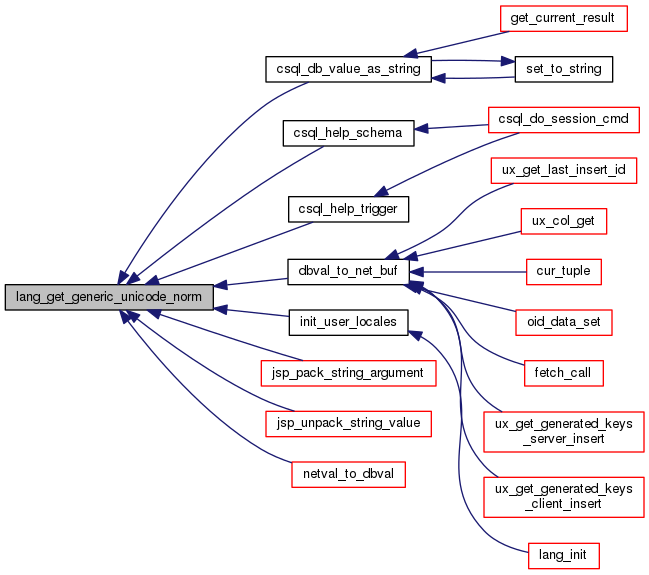 get_current_result
csql_db_value_as_string
set_to_string
csql_help_schema
csql_do_session_cmd
ux_get_last_insert_id
csql_help_trigger
ux_col_get
dbval_to_net_buf
cur_tuple
lang_get_generic_unicode_norm
init_user_locales
oid_data_set
jsp_pack_string_argument
fetch_call
jsp_unpack_string_value
ux_get_generated_keys
_server_insert
netval_to_dbval
ux_get_generated_keys
_client_insert
lang_init